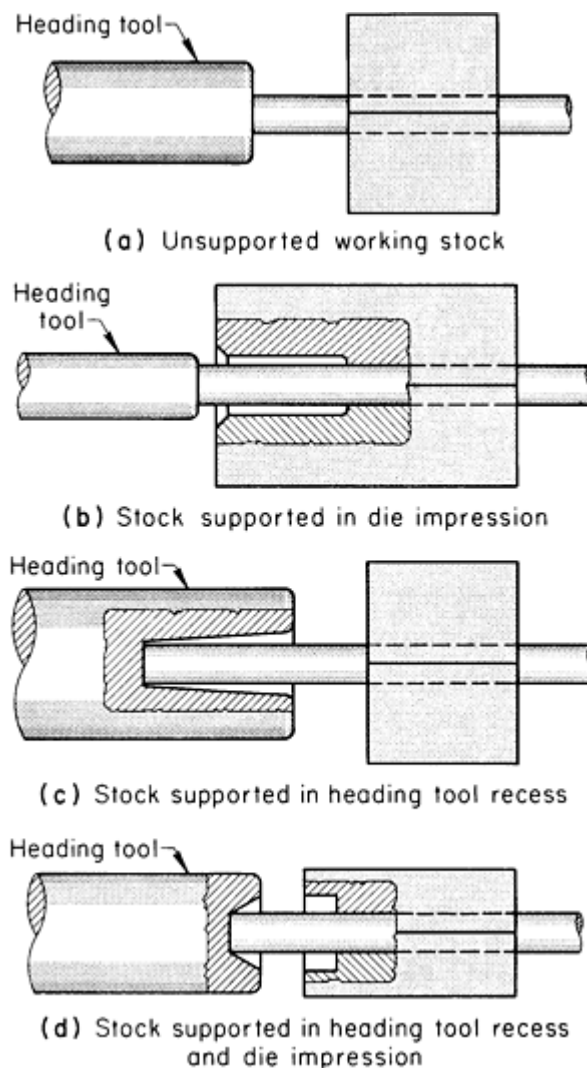 Heading tool
(a) Unsupported working stock
Heading
tool
(b) Stock supported in die impression
Heading tool
(c) Stock supported in heading tool recess
Heading tool
(d) Stock supported in heading tool recess
and die impression